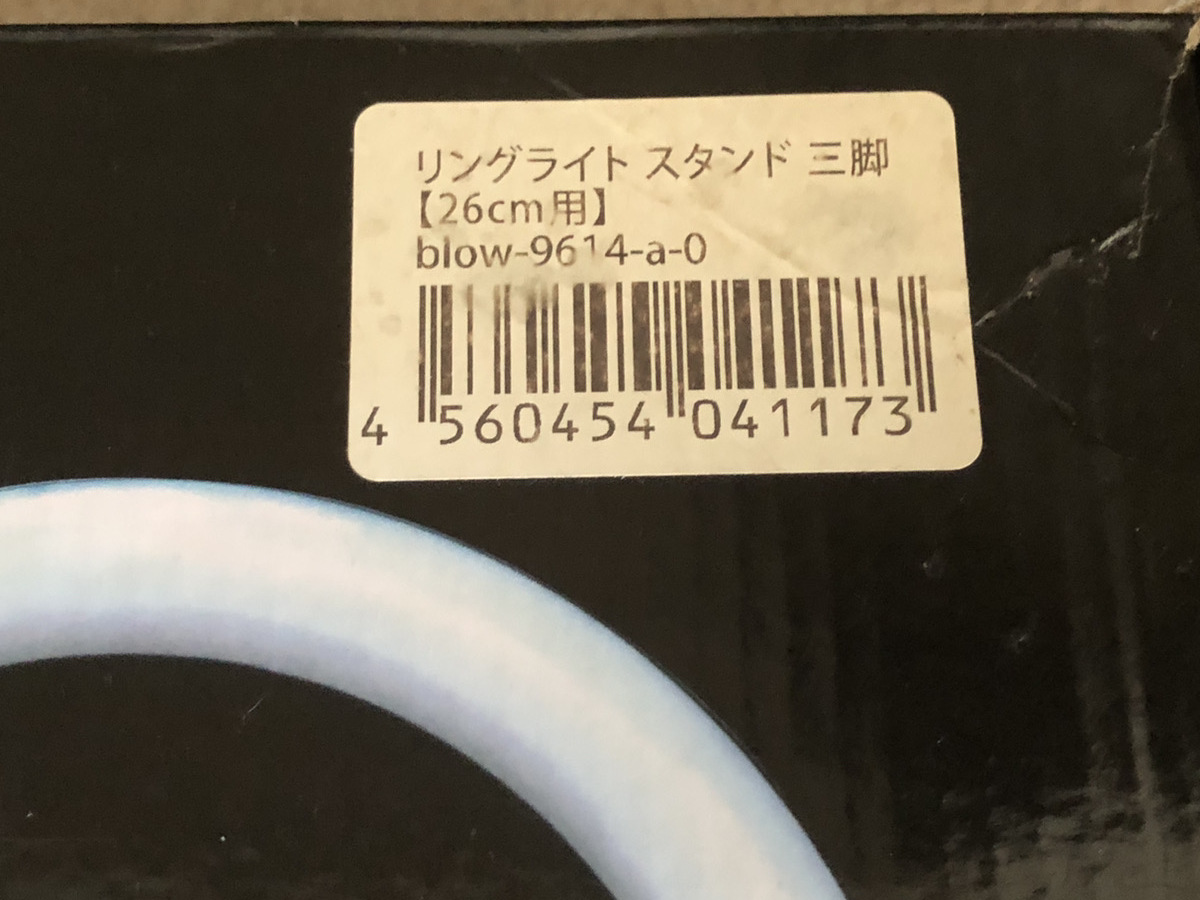 リングライト スタンド 三脚
【26cm用】
blow-9614-a-0
4 560454 041173